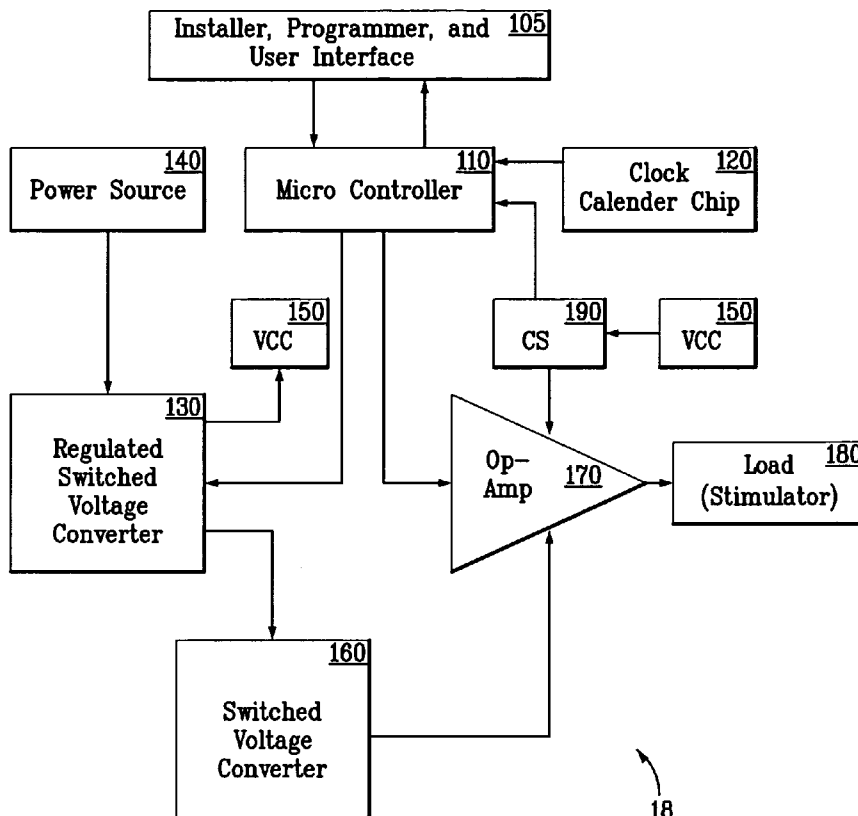 Installer, Programmer, and 105
User Interface
140
Power Source
110
Micro Controller
120
Clock
Calender Chip
150
VCC
190
CS
150
VCC
130
Regulated
Switched
Voltage
Converter
Op-
Amp
170
180
Load
(Stimulator)
160
Switched
Voltage
Converter
18